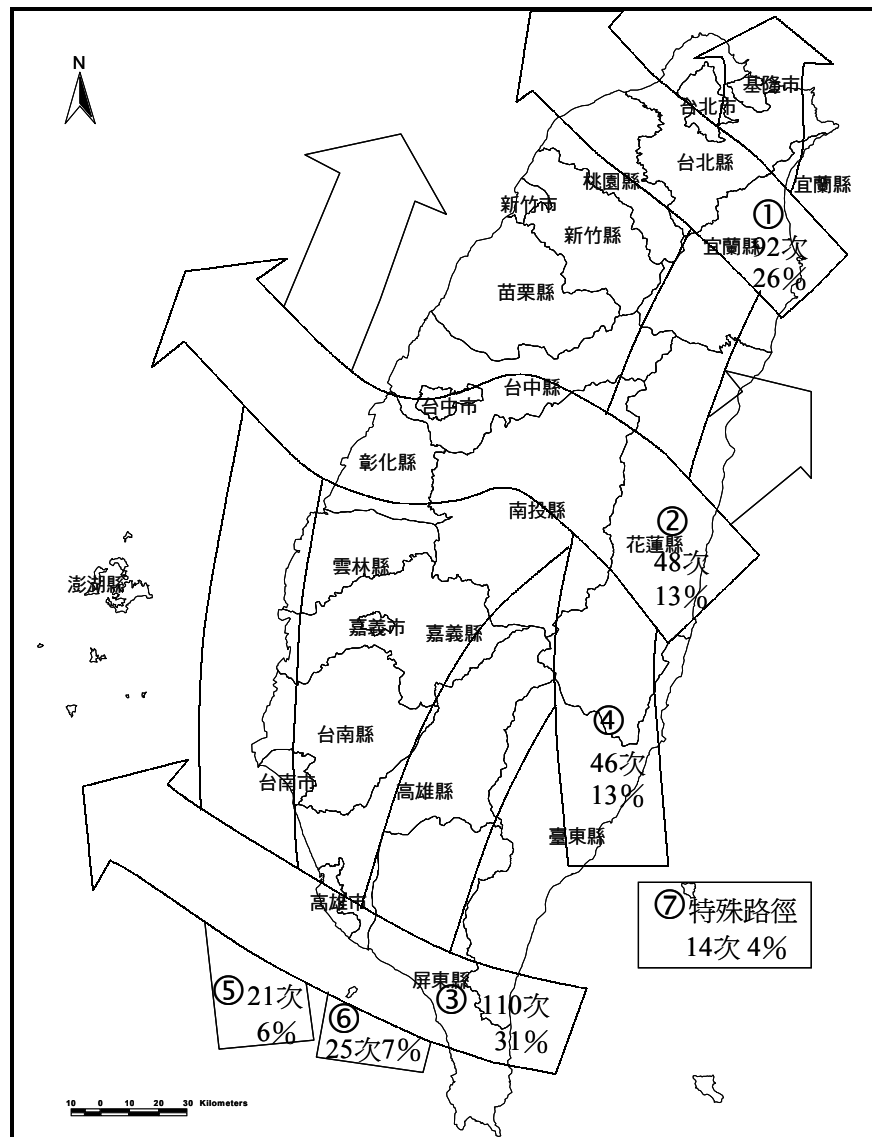 N
基隆市
台北市
台北縣
宜蘭縣
桃園縣
新竹市
新竹縣
①
宜蘭縣
92次
26%
苗栗縣
台中縣
台中市
彰化縣
南投縣
②
花蓮縣
48次
13%
雲林縣
澎湖縣
嘉義市
嘉義縣
④
46次
13%
台南縣
台南市
高雄縣
臺東縣
高雄市
⑦特殊路徑
14次 4%
屏東縣
③
110次
31%
⑤21次
6%
⑥
25次7%
10 0 10 20 30 Kilometers